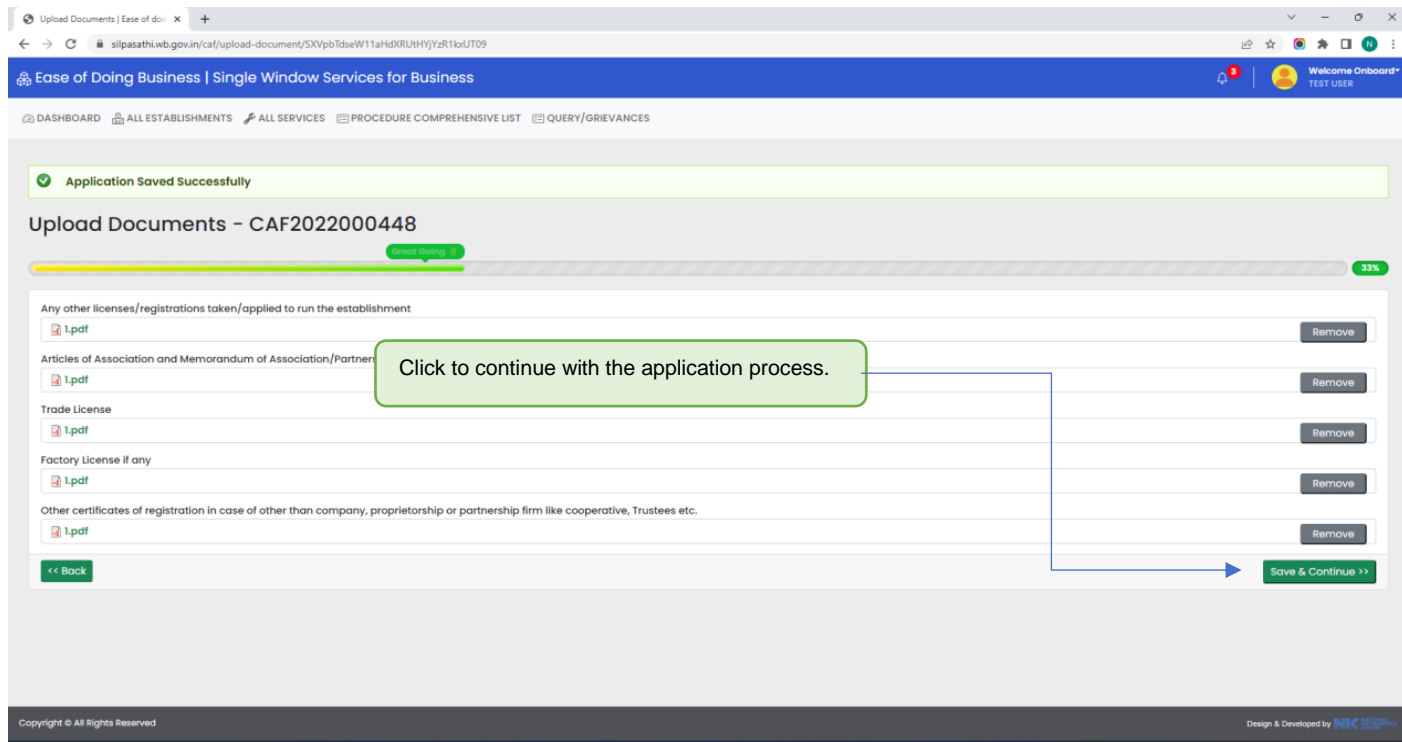 Upload Documents | Ease of doi
silpasathi.wb.gov.in/caf/upload-document/SXVpbTdseW11aHdXRUtHYjYzR1kxUT09
N
Ease of Doing Business | Single Window Services for Business
3
Welcome Onboard
TEST USER
DASHBOARD ALL ESTABLISHMENTS ALL SERVICES PROCEDURE COMPREHENSIVE LIST QUERY/GRIEVANCES
Application Saved Successfully
Upload Documents - CAF2022000448
Great Going
33%
Any other licenses/registrations taken/applied to run the establishment
1.pdf Remove
Articles of Association and Memorandum of Association/Partner
Click to continue with the application process.
1.pdf Remove
Trade License
1.pdf Remove
Factory License if any
1.pdf Remove
Other certificates of registration in case of other than company, proprietorship or partnership firm like cooperative, Trustees etc.
1.pdf Remove
<< Back Save & Continue >>
Copyright © All Rights Reserved Design & Developed by NIC